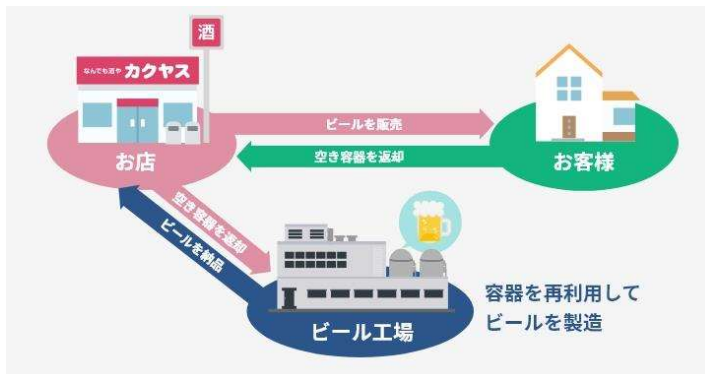 酒
なんでも酒や カクヤス
ビールを販売
空き容器を返却
お店
お客様
空き容器を返却
ビールを納品
容器を再利用して
ビールを製造
ビール工場